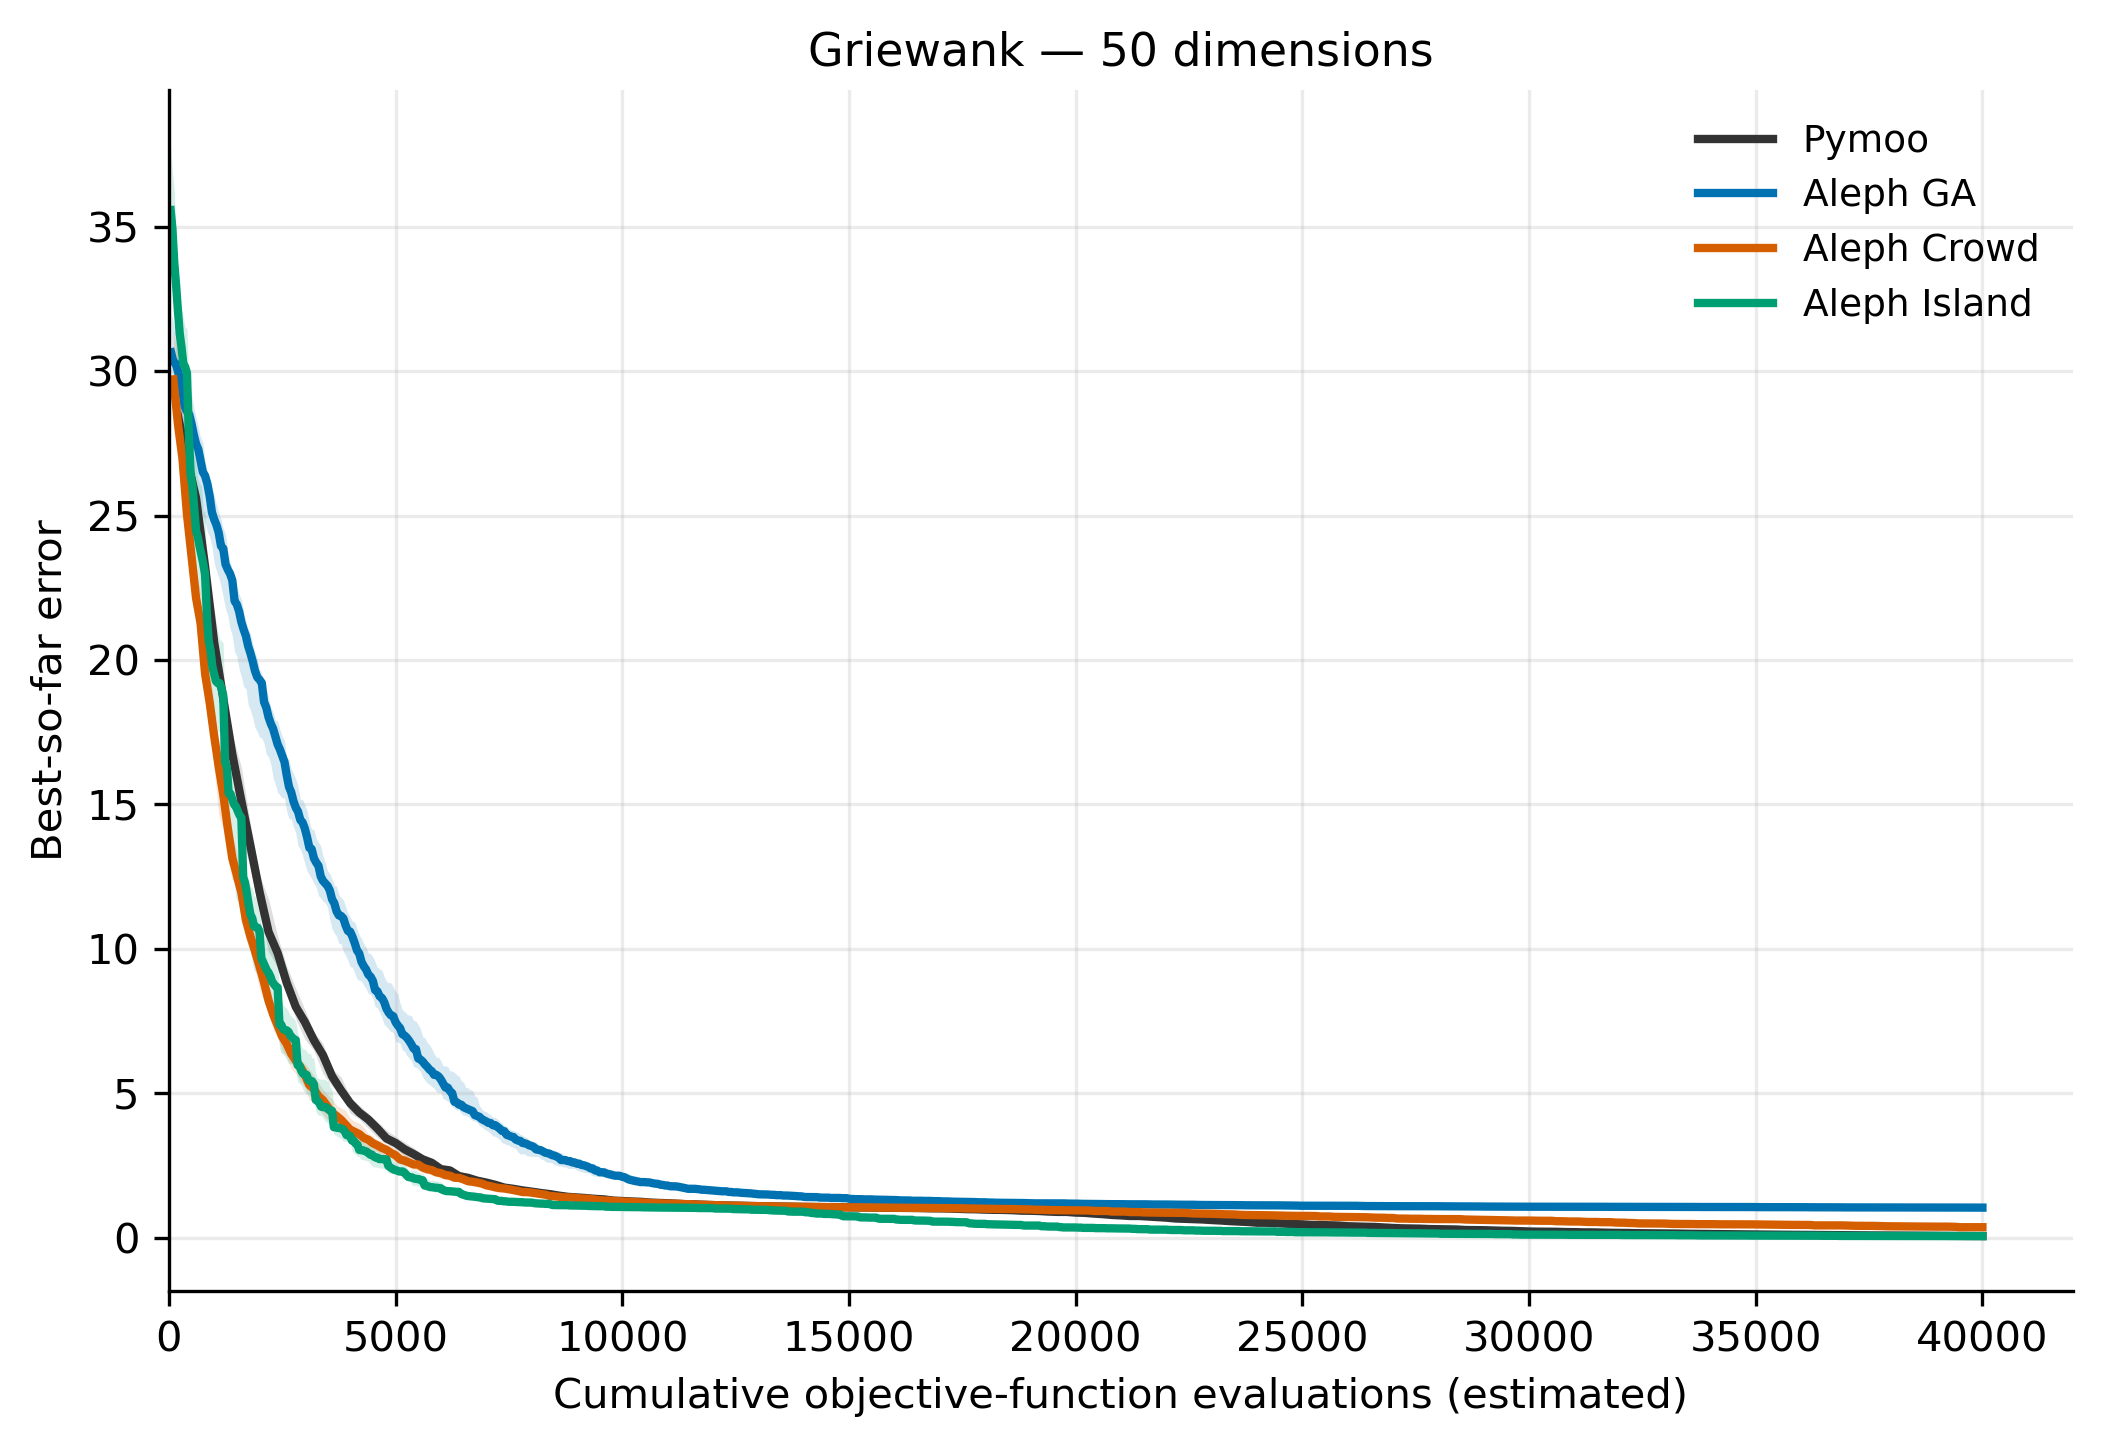 Griewank — 50 dimensions
Pymoo
Aleph GA
Aleph Crowd
Aleph Island
Best-so-far error
35
30
25
20
15
10
5
0
0 5000 10000 15000 20000 25000 30000 35000 40000
Cumulative objective-function evaluations (estimated)